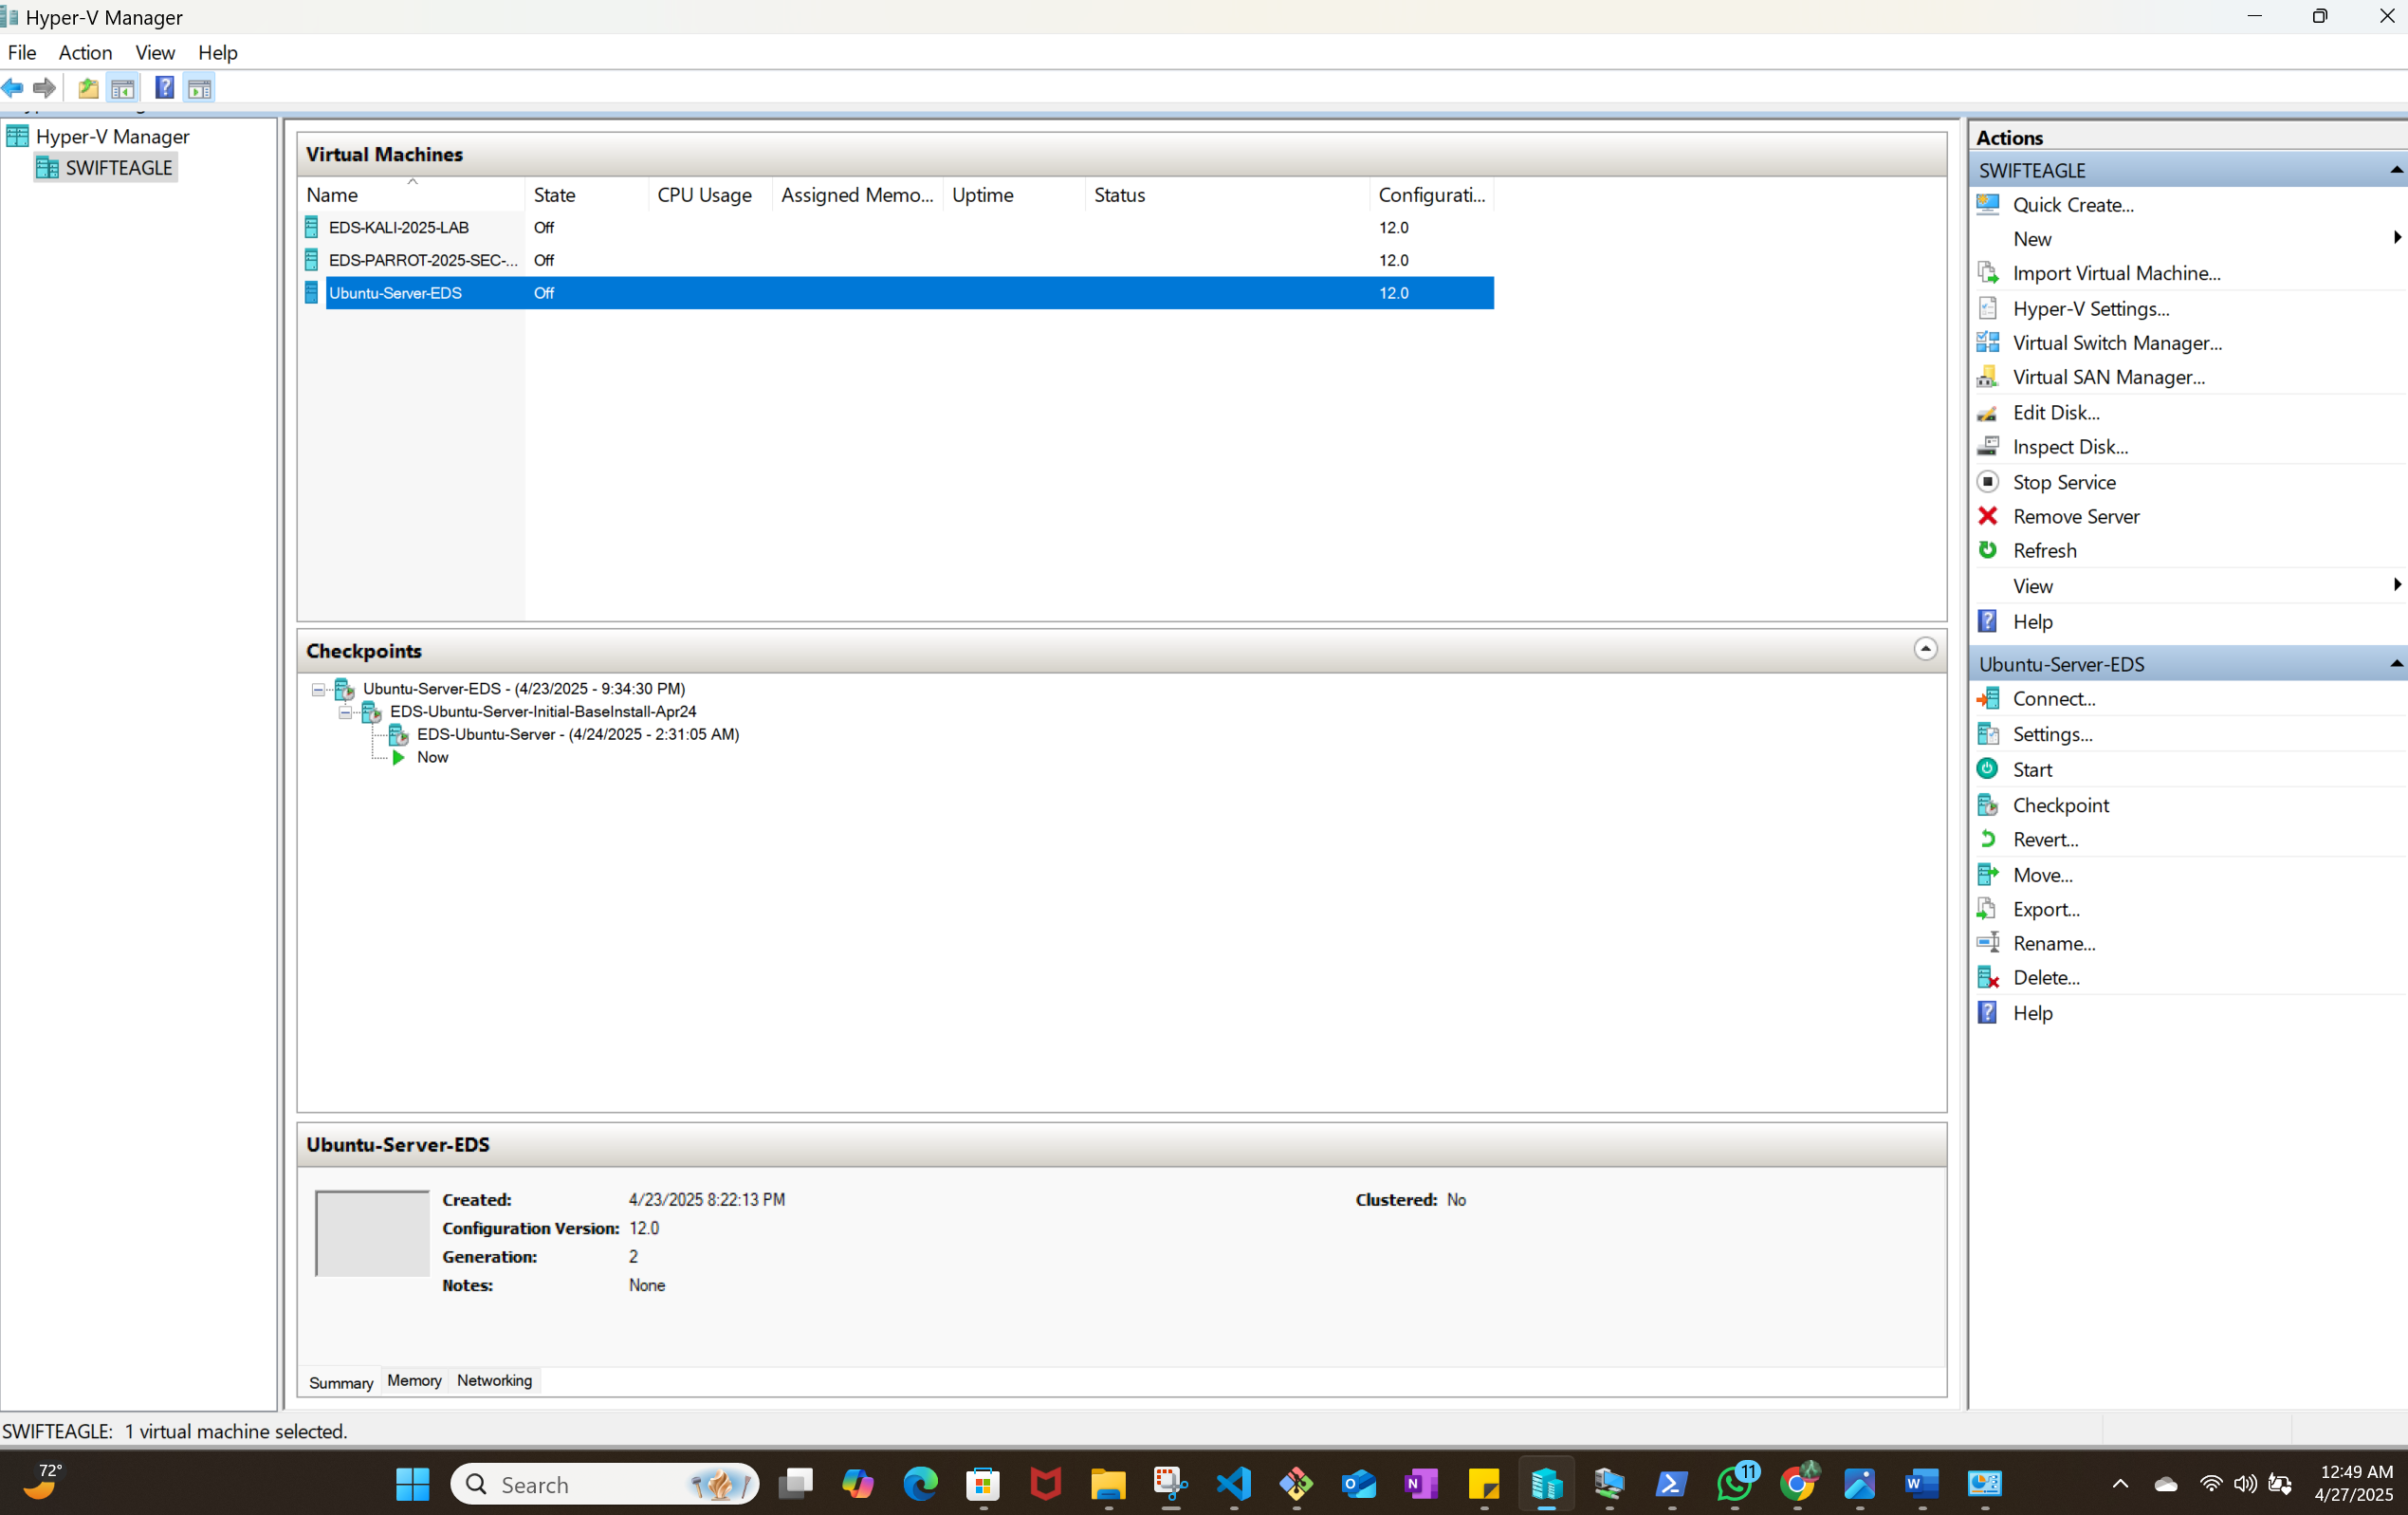 Hyper-V Manager
File Action View Help
Hyper-V Manager
SWIFTEAGLE
Virtual Machines
Name State CPU Usage Assigned Memo... Uptime Status Configurati...
EDS-KALI-2025-LAB Off 12.0
EDS-PARROT-2025-SEC-... Off 12.0
Ubuntu-Server-EDS Off 12.0
Checkpoints
Ubuntu-Server-EDS - (4/23/2025 - 9:34:30 PM)
EDS-Ubuntu-Server-Initial-BaseInstall-Apr24
EDS-Ubuntu-Server - (4/24/2025 - 2:31:05 AM)
Now
Ubuntu-Server-EDS
Created: 4/23/2025 8:22:13 PM Clustered: No
Configuration Version: 12.0
Generation: 2
Notes: None
Summary Memory Networking
Actions
SWIFTEAGLE
Quick Create...
New
Import Virtual Machine...
Hyper-V Settings...
Virtual Switch Manager...
Virtual SAN Manager...
Edit Disk...
Inspect Disk...
Stop Service
Remove Server
Refresh
View
Help
Ubuntu-Server-EDS
Connect...
Settings...
Start
Checkpoint
Revert...
Move...
Export...
Rename...
Delete...
Help
SWIFTEAGLE: 1 virtual machine selected.
72°
Search
11
12:49 AM
4/27/2025